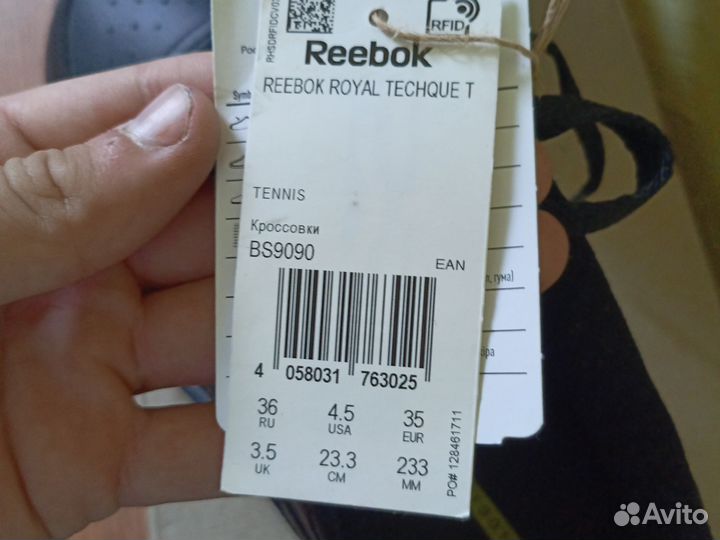 RFID
Reebok
REEBOK ROYAL TECHQUE T
TENNIS
Кроссовки
BS9090
EAN
4 058031 763025
36 4.5 35
RU USA EUR
3.5 23.3 233
UK CM MM
PO# 128461711
гума)
Avito